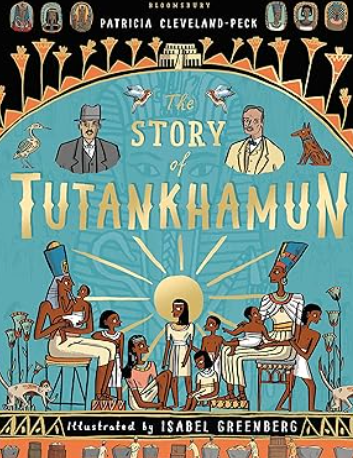 BLOOMSBURY
PATRICIA CLEVELAND-PECK
The
STORY
of
TUTANKHAMUN
Illustrated by ISABEL GREENBERG